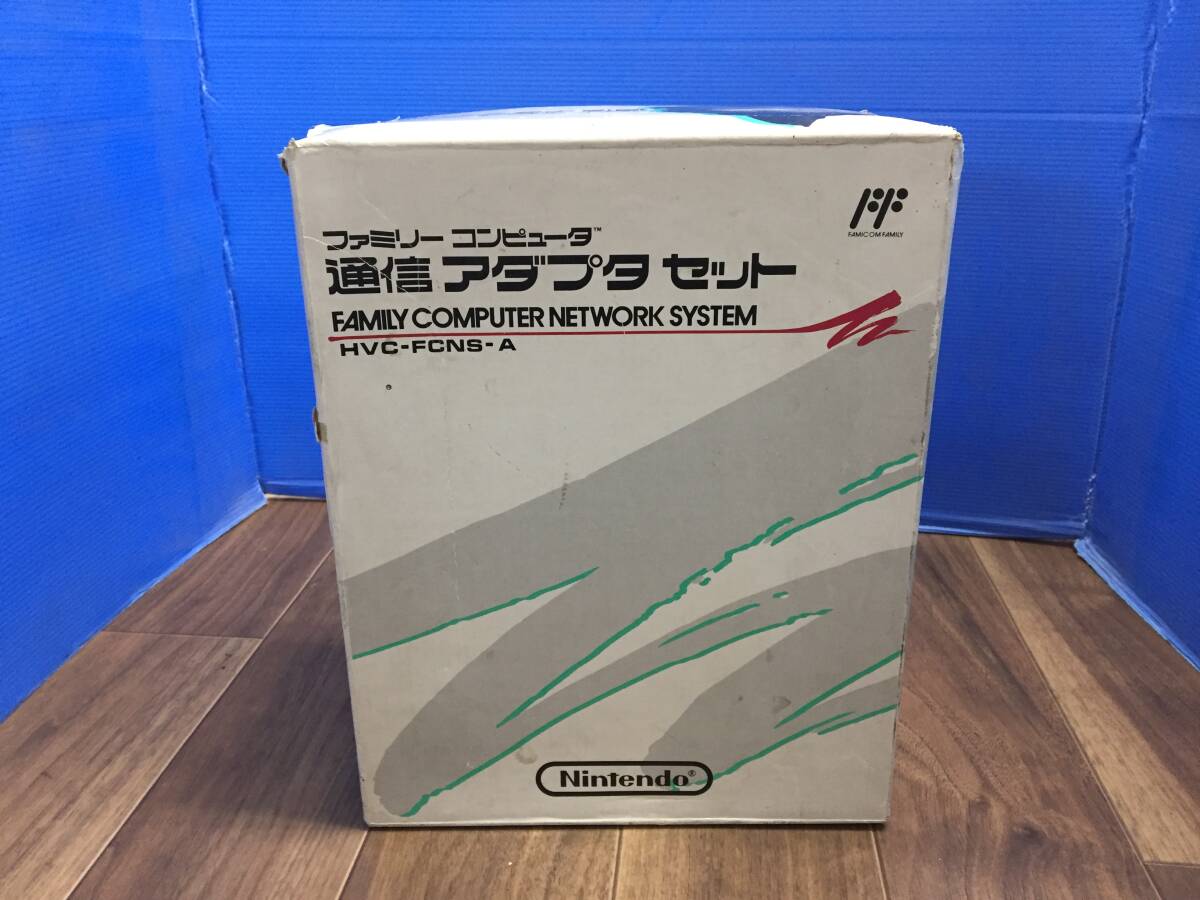 FAMICOM FAMILY
ファミリー コンピュータ™
通信 アダプタ セット
FAMILY COMPUTER NETWORK SYSTEM
HVC-FCNS-A
Nintendo®